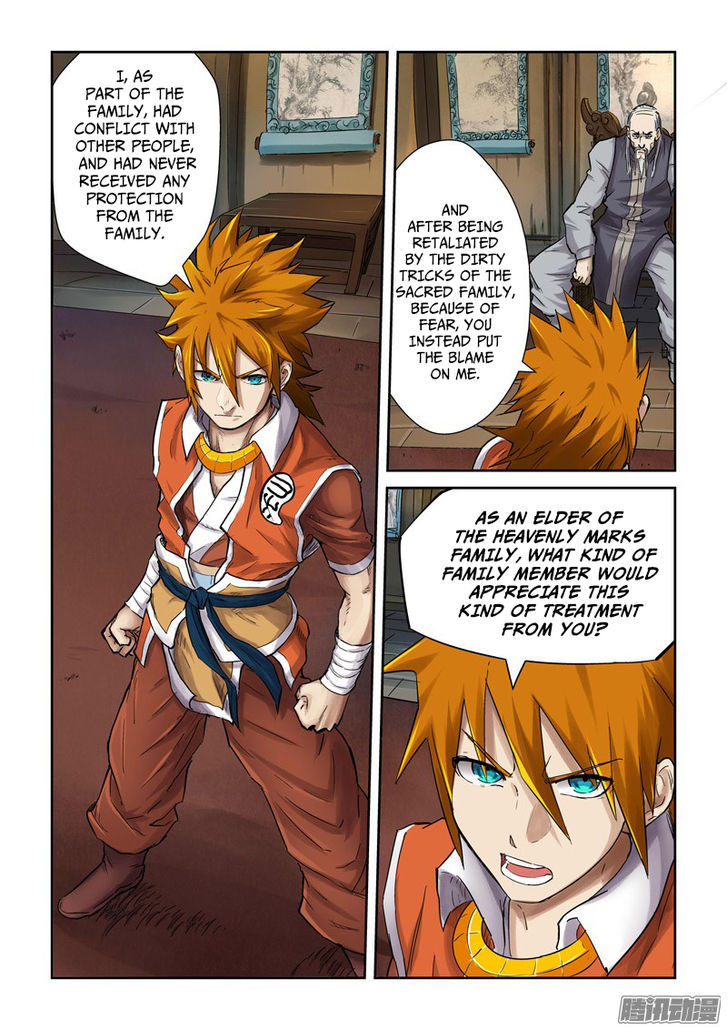 I, AS
PART OF THE
FAMILY, HAD
CONFLICT WITH
OTHER PEOPLE,
AND HAD NEVER
RECEIVED ANY
PROTECTION
FROM THE
FAMILY.
AND
AFTER BEING
RETALIATED
BY THE DIRTY
TRICKS OF THE
SACRED FAMILY,
BECAUSE OF
FEAR, YOU
INSTEAD PUT
THE BLAME
ON ME.
AS AN ELDER OF
THE HEAVENLY MARKS
FAMILY, WHAT KIND OF
FAMILY MEMBER WOULD
APPRECIATE THIS
KIND OF TREATMENT
FROM YOU?
腾讯动漫